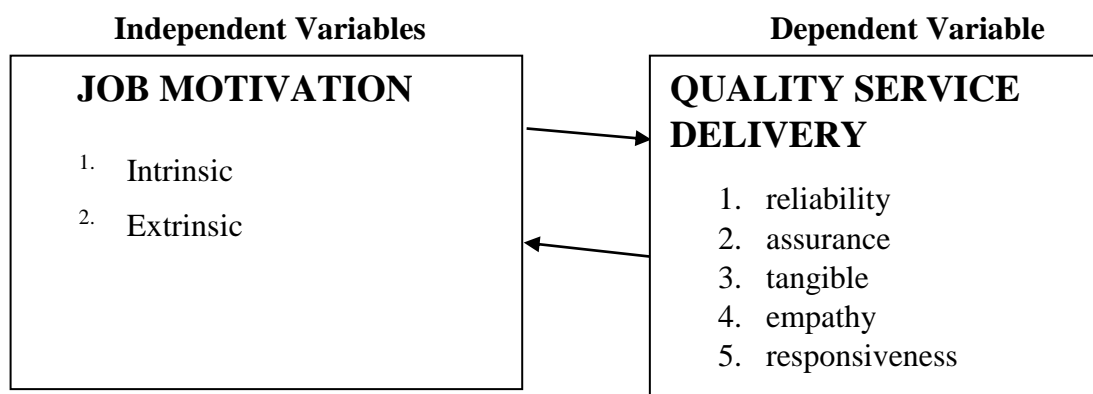 Independent Variables
Dependent Variable
JOB MOTIVATION
1. Intrinsic
2. Extrinsic
QUALITY SERVICE
DELIVERY
1. reliability
2. assurance
3. tangible
4. empathy
5. responsiveness